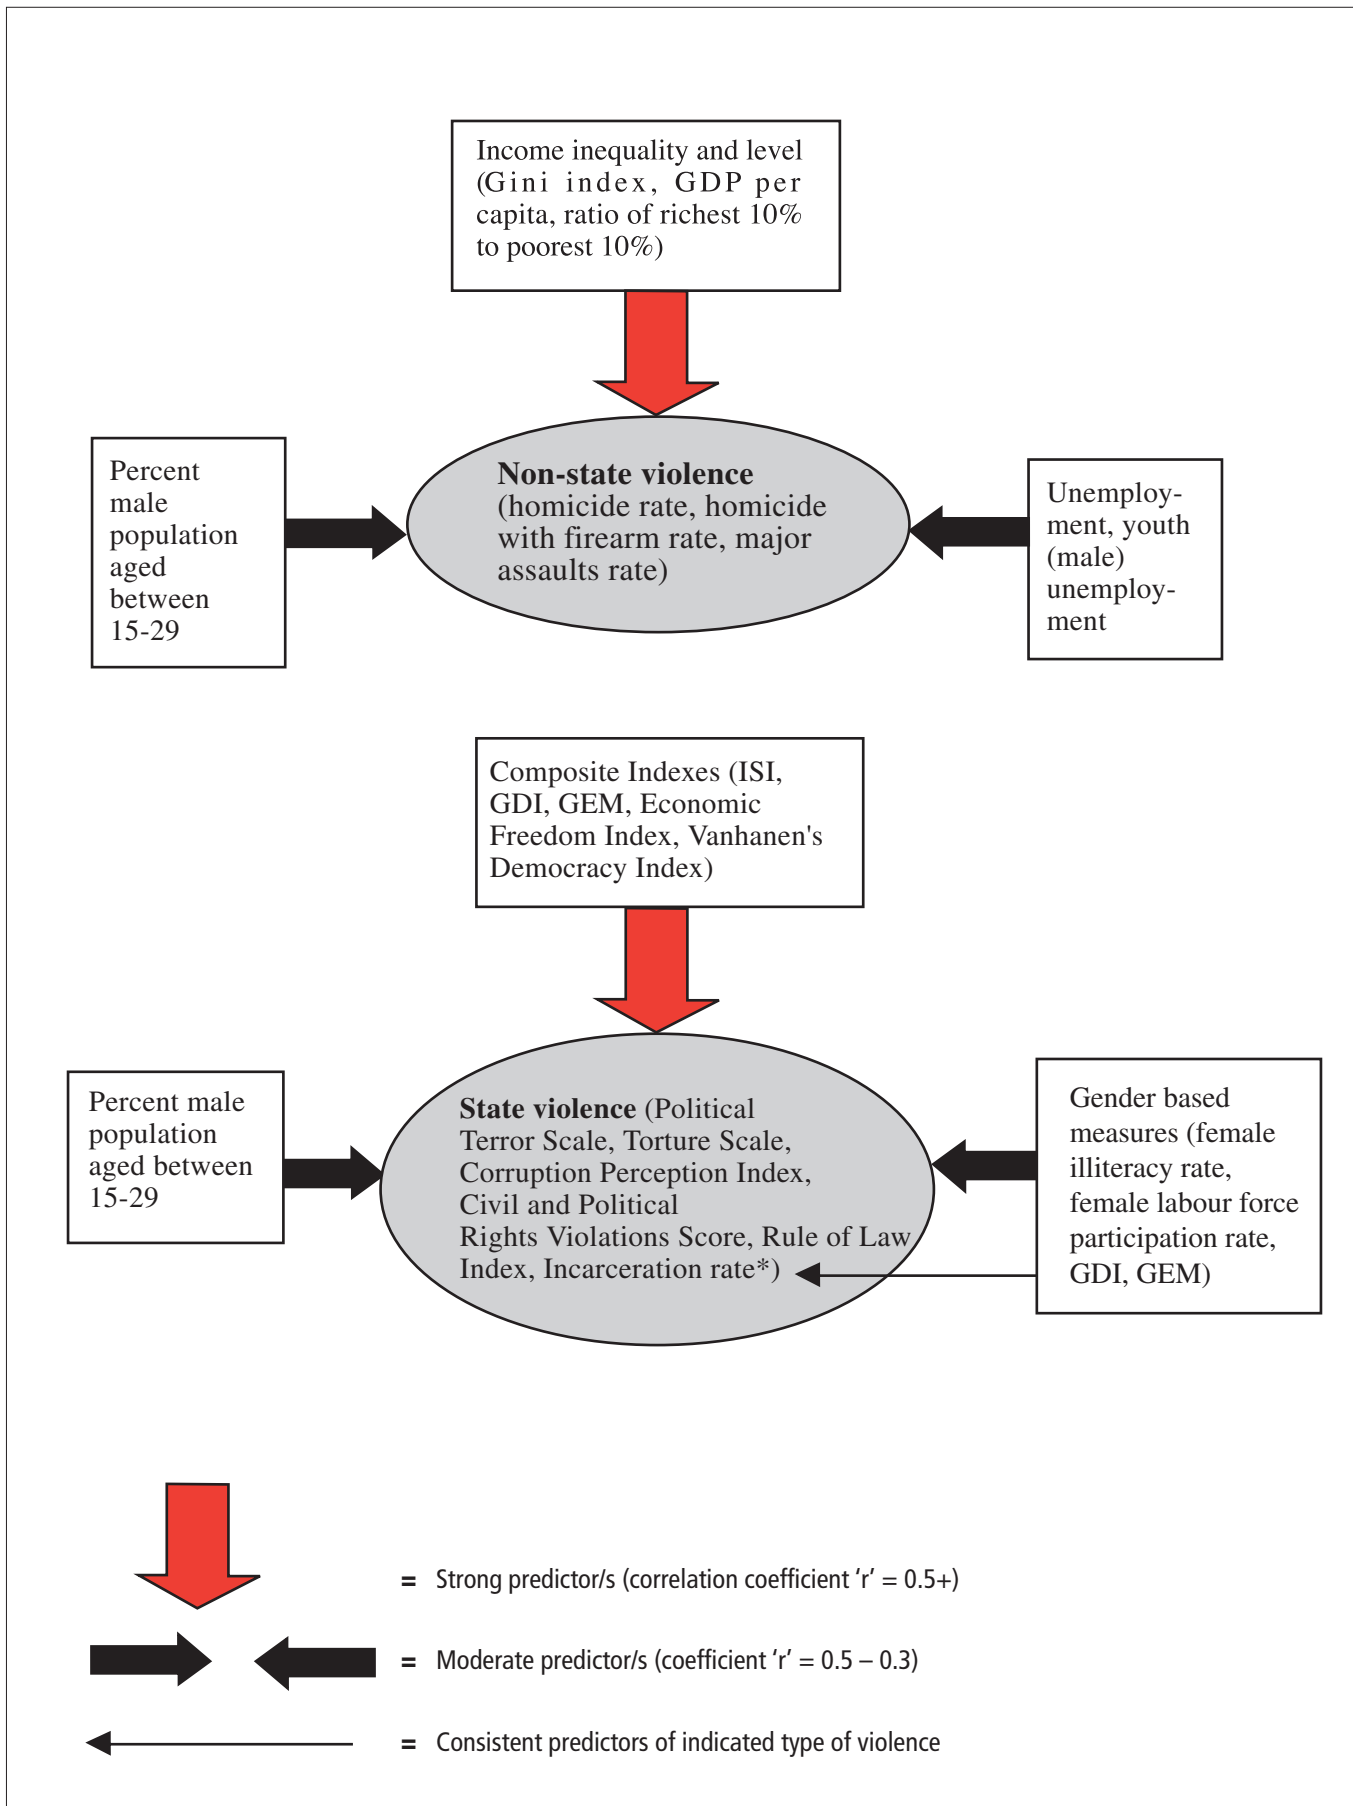 Income inequality and level
(Gini index, GDP per
capita, ratio of richest 10%
to poorest 10%)
Percent
male
population
aged
between
15-29
Non-state violence
(homicide rate, homicide
with firearm rate, major
assaults rate)
Unemploy-
ment, youth
(male)
unemploy-
ment
Composite Indexes (ISI,
GDI, GEM, Economic
Freedom Index, Vanhanen's
Democracy Index)
Percent male
population
aged between
15-29
State violence (Political
Terror Scale, Torture Scale,
Corruption Perception Index,
Civil and Political
Rights Violations Score, Rule of Law
Index, Incarceration rate*)
Gender based
measures (female
illiteracy rate,
female labour force
participation rate,
GDI, GEM)
= Strong predictor/s (correlation coefficient ‘r’ = 0.5+)
= Moderate predictor/s (coefficient ‘r’ = 0.5 – 0.3)
= Consistent predictors of indicated type of violence